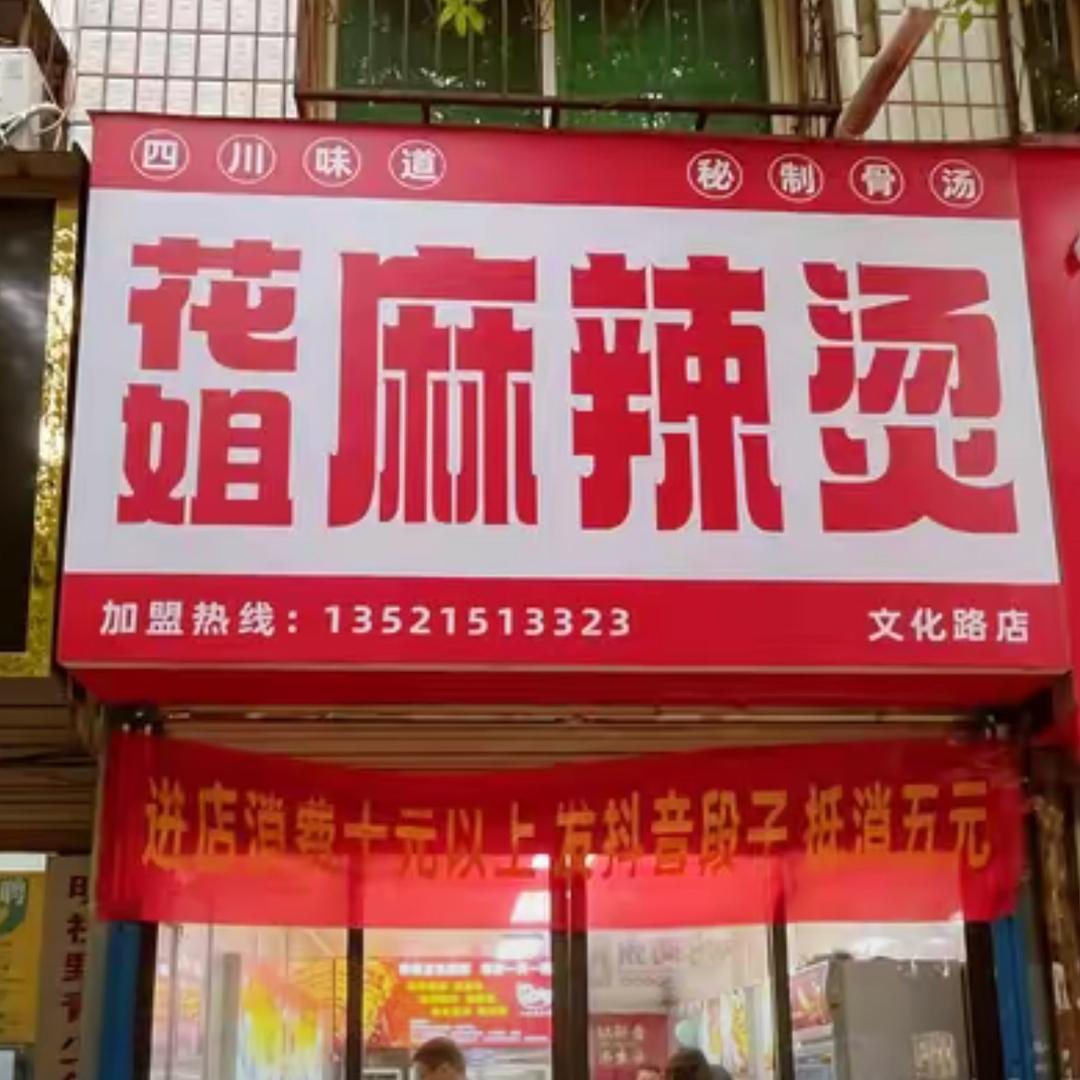 四川味道 秘制骨汤
花姐麻辣烫
加盟热线：13521513323 文化路店
进店消费十元以上 发抖音段子 抵消五元
聘